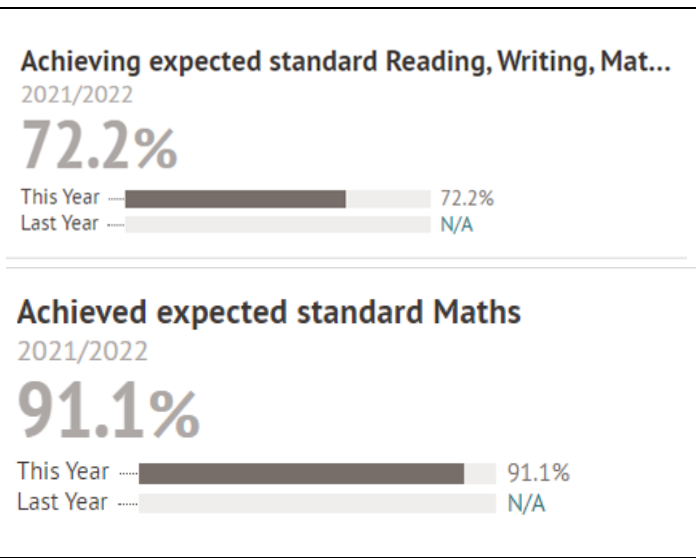 Achieving expected standard Reading, Writing, Mat...
2021/2022
72.2%
This Year 72.2%
Last Year N/A
Achieved expected standard Maths
2021/2022
91.1%
This Year 91.1%
Last Year N/A